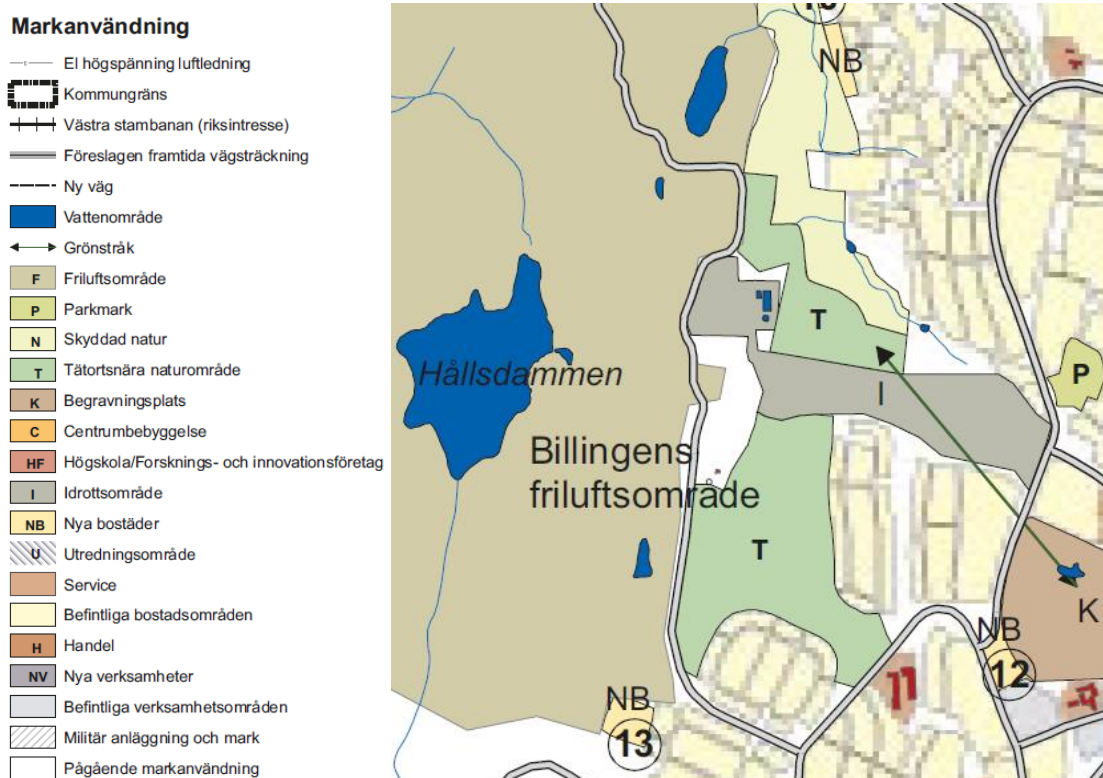 Markanvändning
El högspänning luftledning
Kommungräns
Västra stambanan (riksintresse)
Föreslagen framtida vägsträckning
Ny väg
Vattenområde
Grönstråk
F Friluftsområde
P Parkmark
N Skyddad natur
T Tätortsnära naturområde
K Begravningsplats
C Centrumbebyggelse
HF Högskola/Forsknings- och innovationsföretag
I Idrottsområde
NB Nya bostäder
U Utredningsområde
Service
Befintliga bostadsområden
H Handel
NV Nya verksamheter
Befintliga verksamhetsområden
Militär anläggning och mark
Pågående markanvändning
NB
T
Hållsdammen
P
I
Billingens
friluftsområde
T
K
NB
12
NB
13